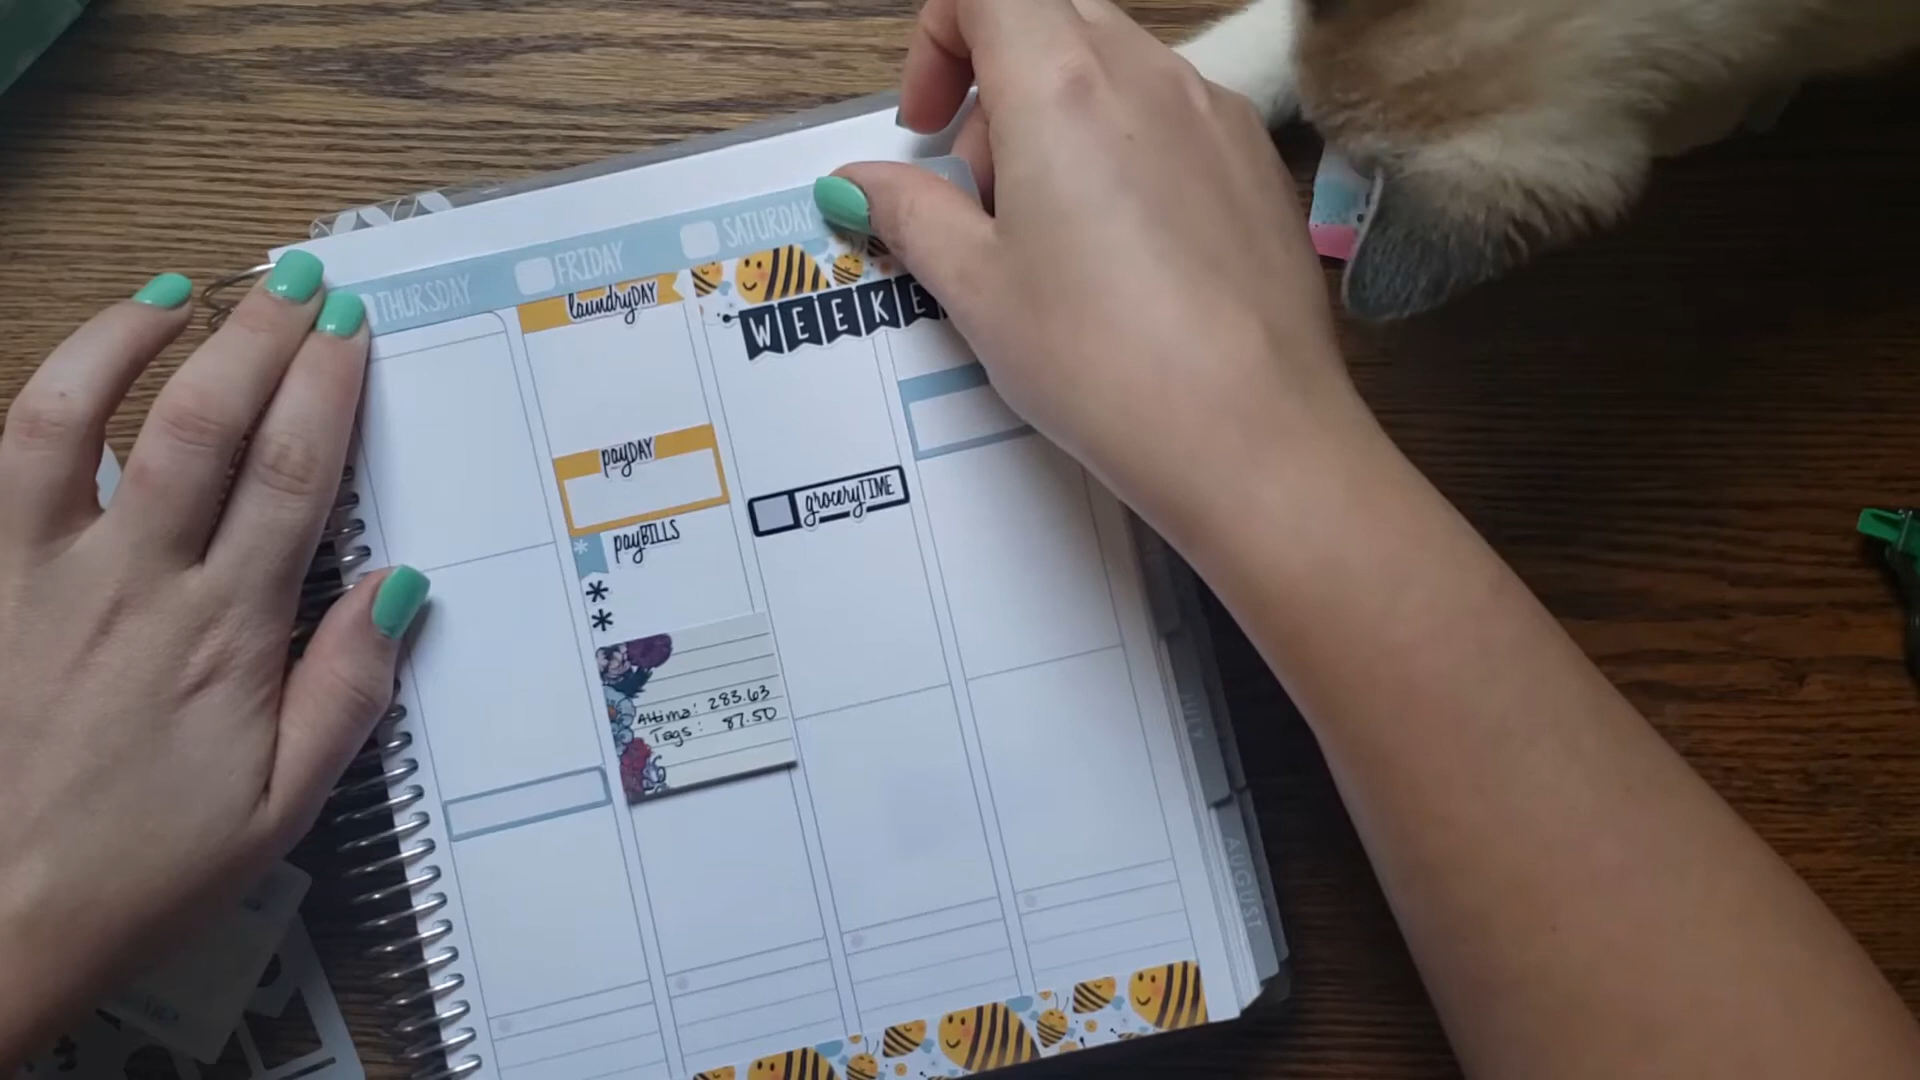 THURSDAY
FRIDAY
SATURDAY
laundryDAY
WEEKE
payDAY
groceryTIME
payBILLS
*
*
*
Altima: 283.63
Tags: 87.50
JULY
AUGUST